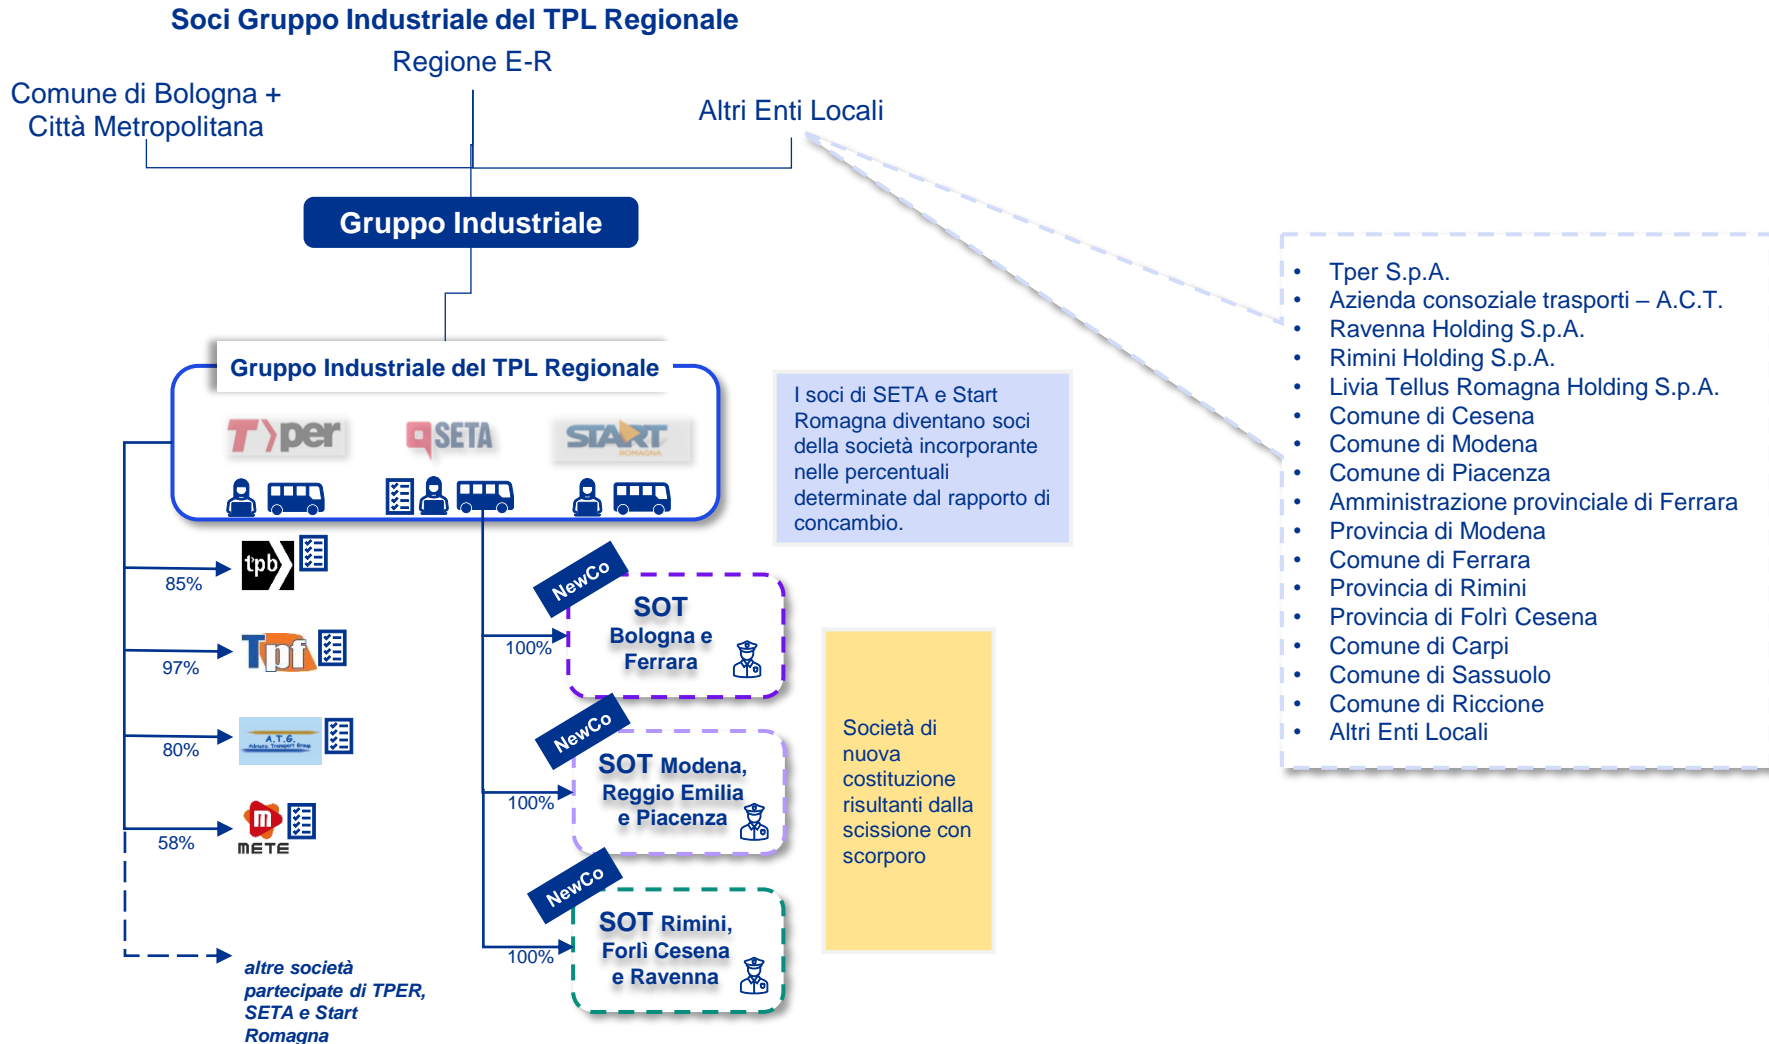 Soci Gruppo Industriale del TPL Regionale
Regione E-R
Comune di Bologna +
Città Metropolitana
Altri Enti Locali
Gruppo Industriale
Gruppo Industriale del TPL Regionale
T>per
SETA
START
ROMAGNA
I soci di SETA e Start
Romagna diventano soci
della società incorporante
nelle percentuali
determinate dal rapporto di
concambio.
tpb
85%
Tpf
97%
A.T.G.
Adriatic Transport Group
80%
METE
58%
altre società
partecipate di TPER,
SETA e Start
Romagna
NewCo
SOT
Bologna e
Ferrara
100%
NewCo
SOT Modena,
Reggio Emilia
e Piacenza
100%
NewCo
SOT Rimini,
Forlì Cesena
e Ravenna
100%
Società di
nuova
costituzione
risultanti dalla
scissione con
scorporo
• Tper S.p.A.
• Azienda consoziale trasporti – A.C.T.
• Ravenna Holding S.p.A.
• Rimini Holding S.p.A.
• Livia Tellus Romagna Holding S.p.A.
• Comune di Cesena
• Comune di Modena
• Comune di Piacenza
• Amministrazione provinciale di Ferrara
• Provincia di Modena
• Comune di Ferrara
• Provincia di Rimini
• Provincia di Folrì Cesena
• Comune di Carpi
• Comune di Sassuolo
• Comune di Riccione
• Altri Enti Locali